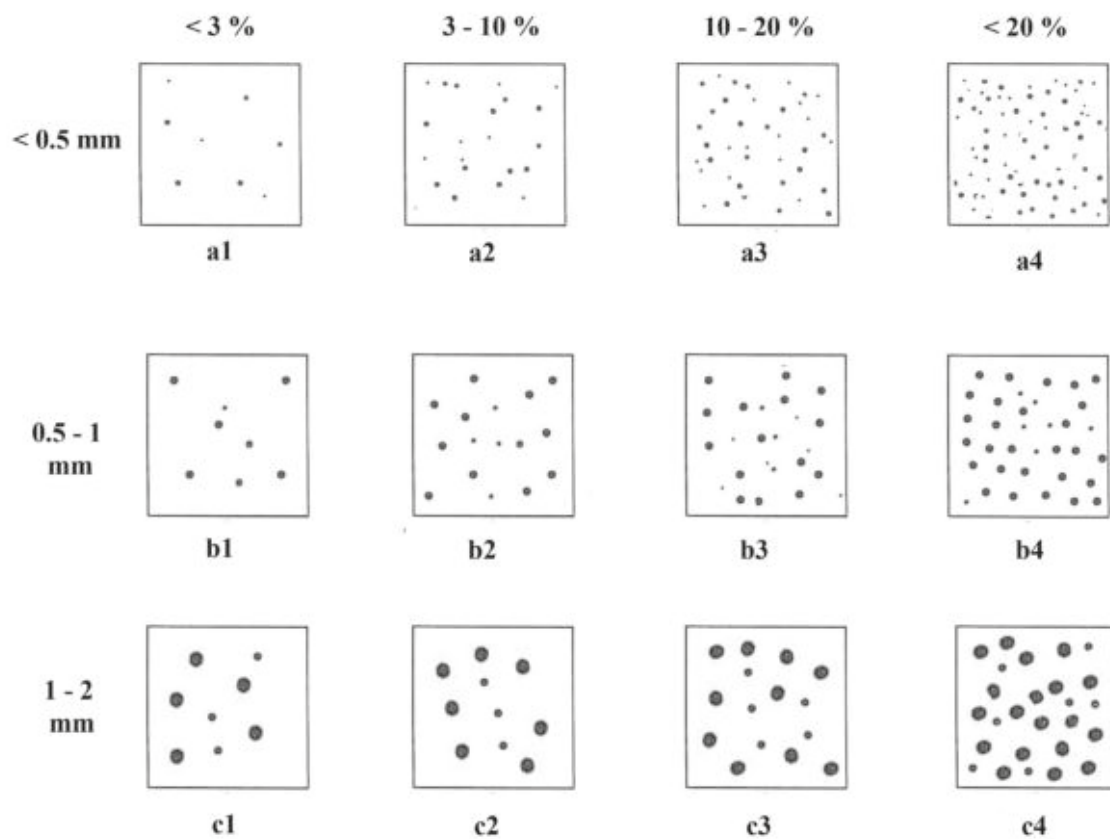 < 3 % 3 - 10 % 10 - 20 % < 20 %
< 0.5 mm
a1 a2 a3 a4
0.5 - 1
mm
b1 b2 b3 b4
1 - 2
mm
c1 c2 c3 c4